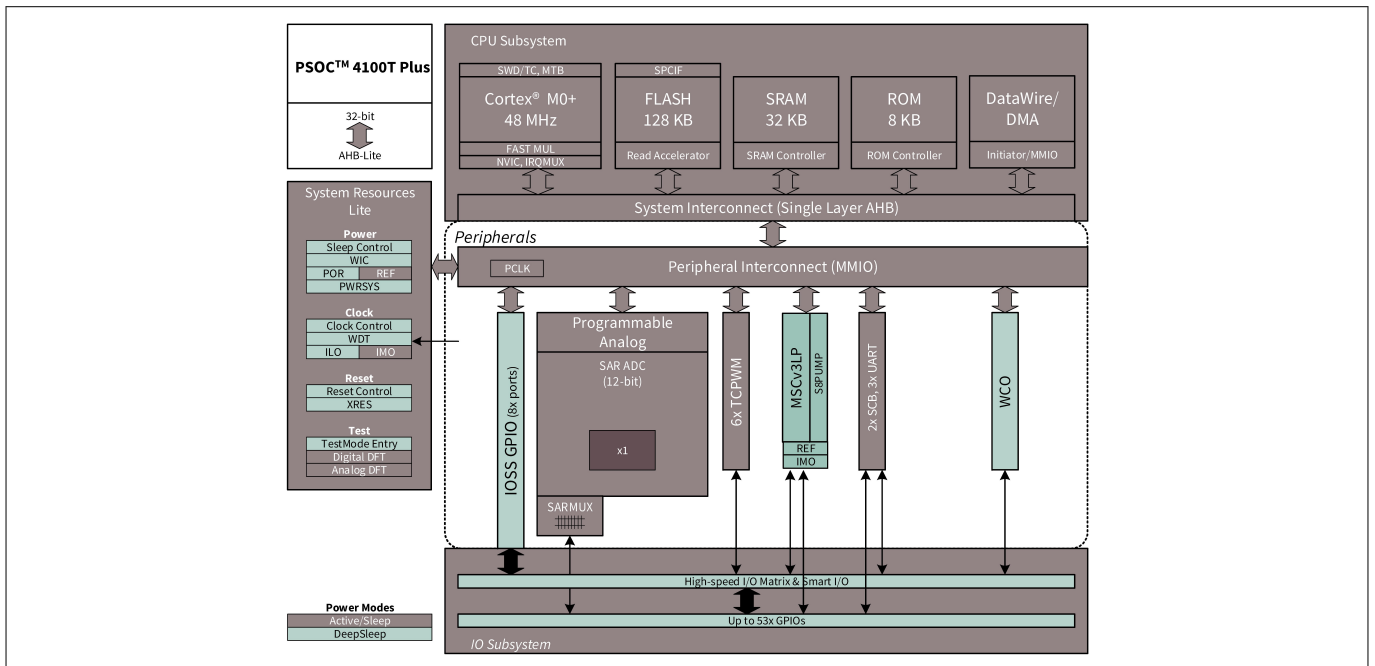 PSOC™ 4100T Plus
32-bit
AHB-Lite
CPU Subsystem
SWD/TC, MTB
Cortex® M0+
48 MHz
FAST MUL
NVIC, IRQMUX
SPCIF
FLASH
128 KB
Read Accelerator
SRAM
32 KB
SRAM Controller
ROM
8 KB
ROM Controller
DataWire/
DMA
Initiator/MMIO
System Interconnect (Single Layer AHB)
System Resources
Lite
Power
Sleep Control
WIC
POR
REF
PWRSYS
Clock
Clock Control
WDT
ILO
IMO
Reset
Reset Control
XRES
Test
TestMode Entry
Digital DFT
Analog DFT
Peripherals
PCLK
Peripheral Interconnect (MMIO)
IOSS GPIO (8x ports)
Programmable
Analog
SAR ADC
(12-bit)
x1
SARMUX
6x TCPWM
MSCv3LP
S8PUMP
REF
IMO
2x SCB, 3x UART
WCO
High-speed I/O Matrix & Smart I/O
Up to 53x GPIOs
IO Subsystem
Power Modes
Active/Sleep
DeepSleep